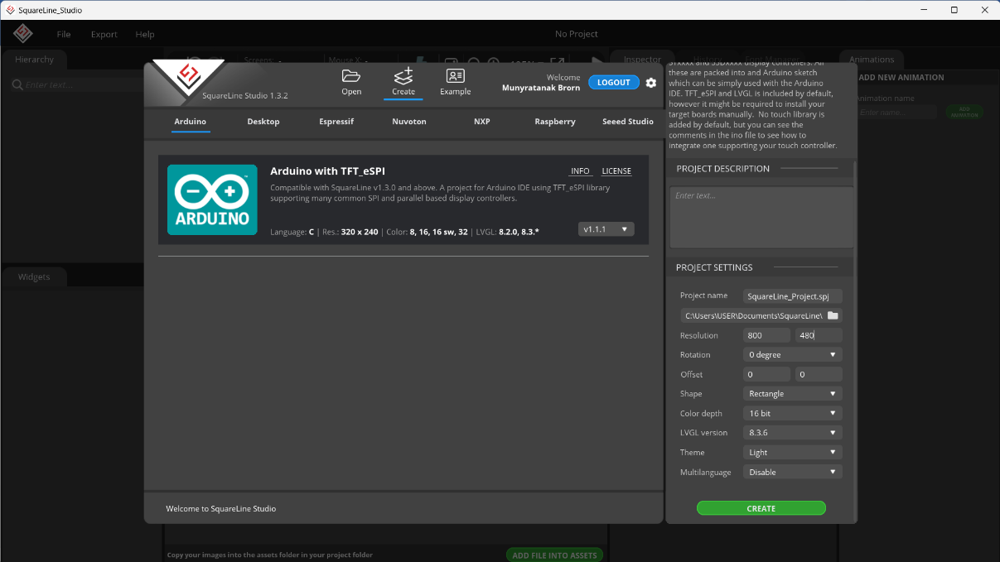 SquareLine_Studio
File
Export
Help
No Project
Hierarchy
Screens:
Mouse X:
Inspector
Animations
Enter text...
ADD NEW ANIMATION
Animation name
Enter name...
ADD
ANIMATION
SquareLine Studio 1.3.2
Open
Create
Example
Welcome
Munyratanak Brorn
LOGOUT
Arduino
Desktop
Espressif
Nuvoton
NXP
Raspberry
Seeed Studio
Arduino with TFT_eSPI
INFO
LICENSE
Compatible with SquareLine v1.3.0 and above. A project for Arduino IDE using TFT_eSPI library
supporting many common SPI and parallel based display controllers.
Language: C | Res.: 320 x 240 | Color: 8, 16, 16 sw, 32 | LVGL: 8.2.0, 8.3.*
v1.1.1
ARDUINO
Widgets
Welcome to SquareLine Studio
Copy your images into the assets folder in your project folder
ADD FILE INTO ASSETS
STxxxx and SSDxxxx display controllers. All
these are packed into and Arduino sketch
which can be simply used with the Arduino
IDE. TFT_eSPI and LVGL is included by default,
however it might be required to install your
target boards manually. No touch library is
added by default, but you can see the
comments in the ino file to see how to
integrate one supporting your touch controller.
PROJECT DESCRIPTION
Enter text...
PROJECT SETTINGS
Project name
SquareLine_Project.spj
C:\Users\USER\Documents\SquareLine\
Resolution
800
480
Rotation
0 degree
Offset
0
0
Shape
Rectangle
Color depth
16 bit
LVGL version
8.3.6
Theme
Light
Multilanguage
Disable
CREATE